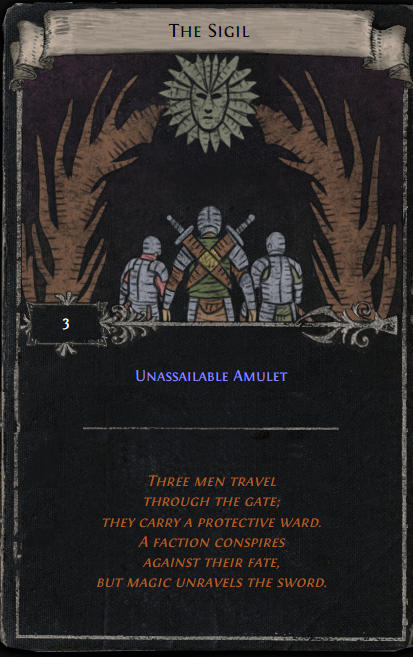 The Sigil
3
Unassailable Amulet
Three men travel
through the gate;
they carry a protective ward.
A faction conspires
against their fate,
but magic unravels the sword.